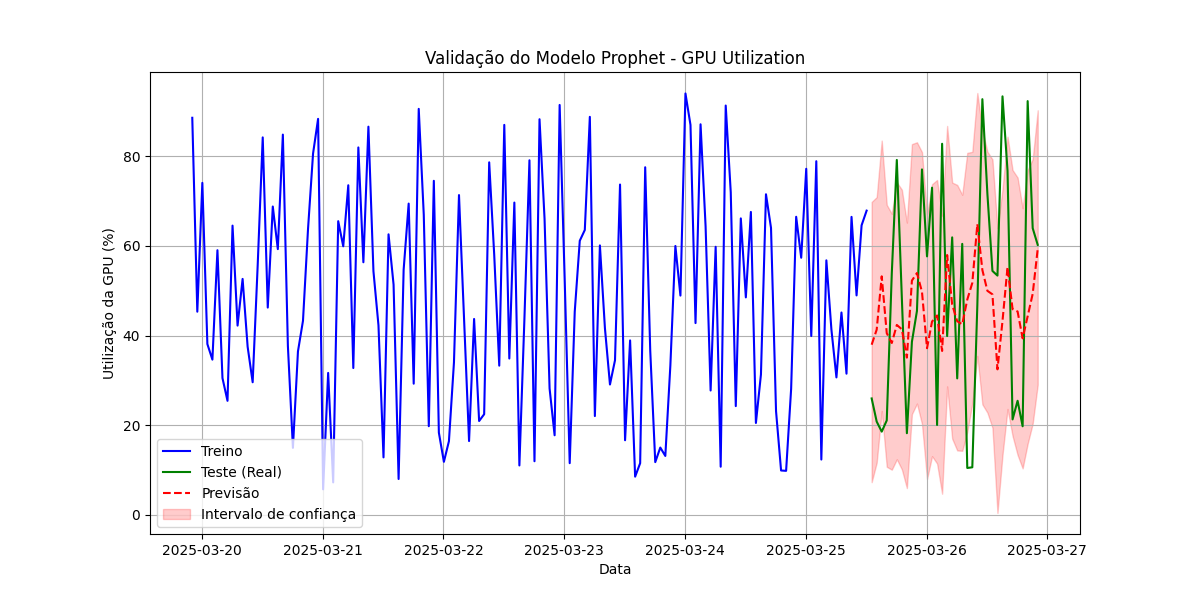 Validação do Modelo Prophet - GPU Utilization
Utilização da GPU (%)
80
60
40
20
0
Treino
Teste (Real)
Previsão
Intervalo de confiança
2025-03-20
2025-03-21
2025-03-22
2025-03-23
2025-03-24
2025-03-25
2025-03-26
2025-03-27
Data